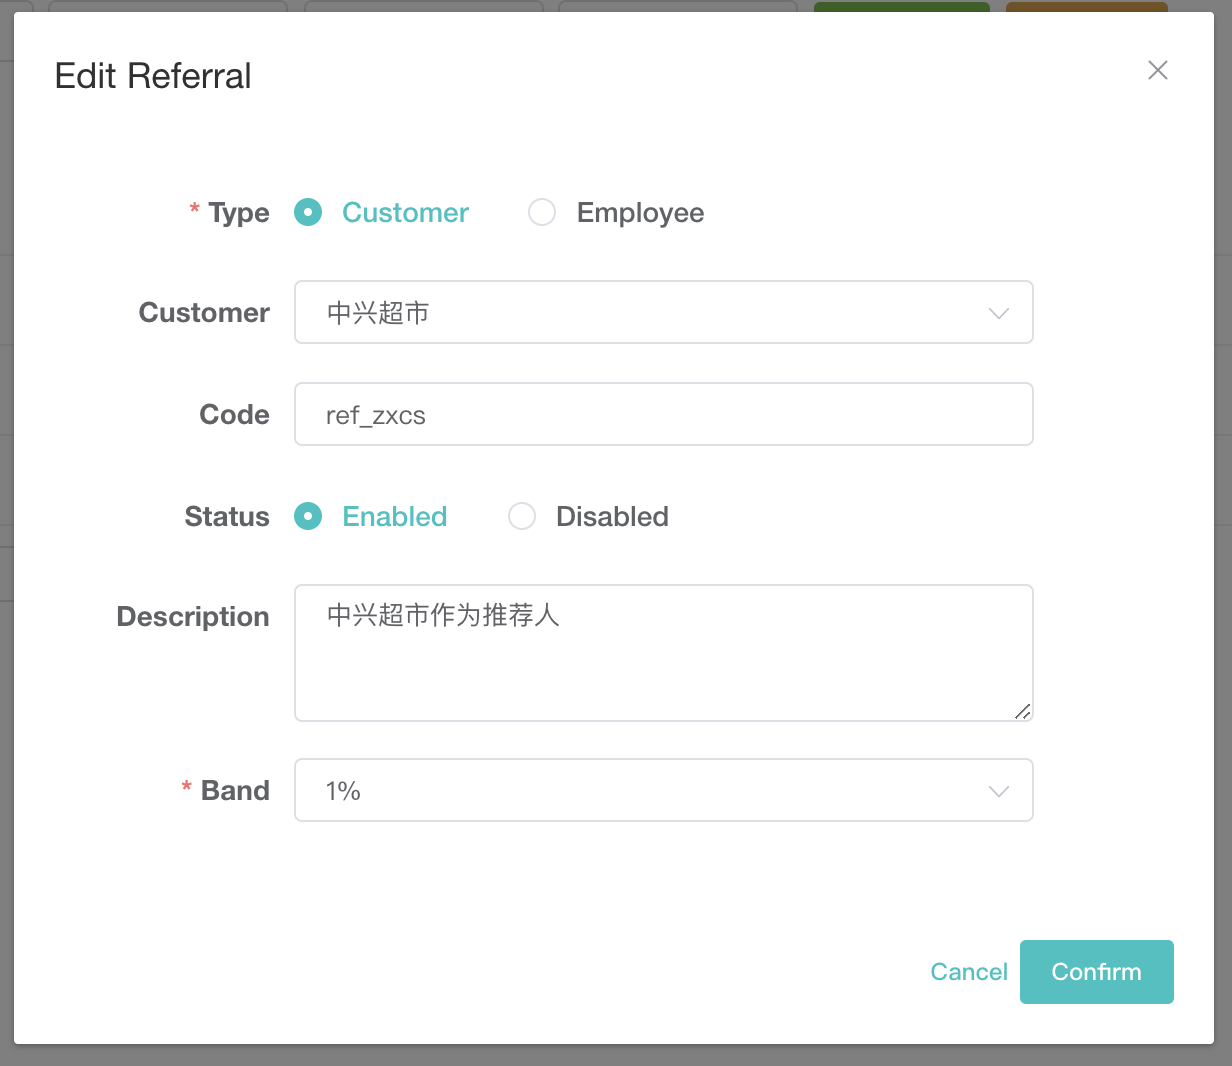 Edit Referral
* Type Customer Employee
Customer 中兴超市
Code ref_zxcs
Status Enabled Disabled
Description 中兴超市作为推荐人
* Band 1%
Cancel Confirm